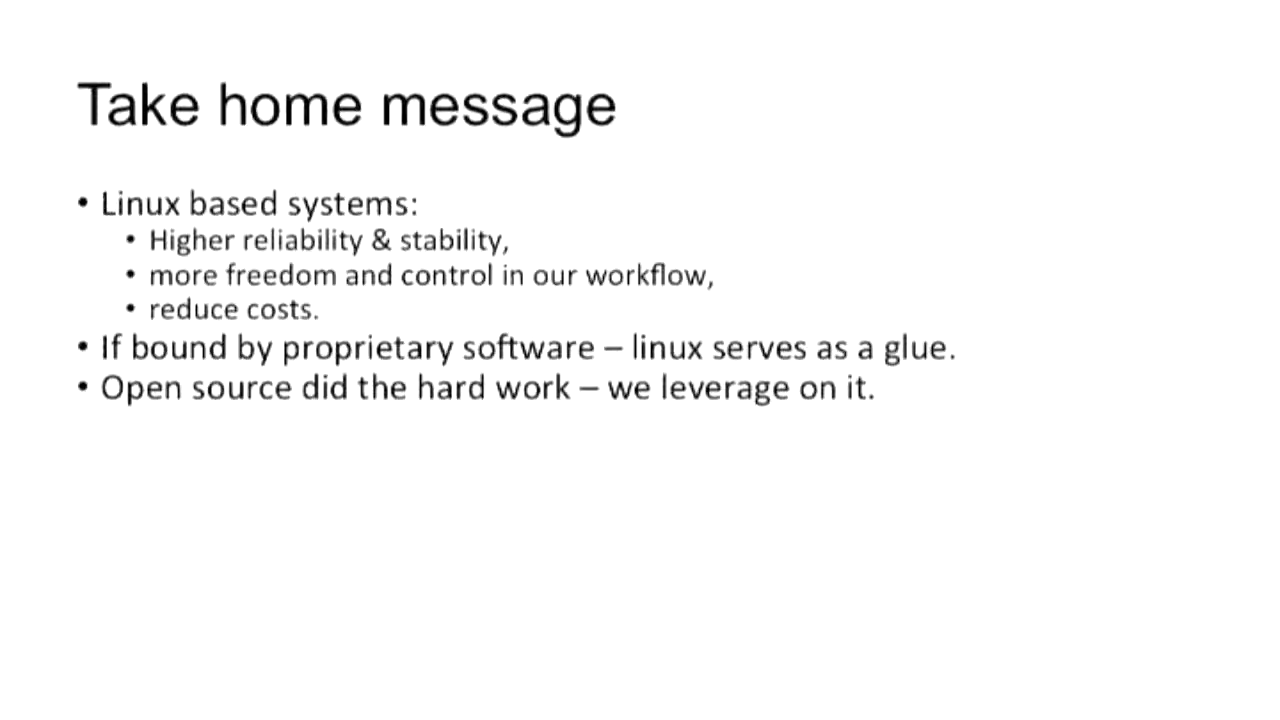 Take home message
• Linux based systems:
• Higher reliability & stability,
• more freedom and control in our workflow,
• reduce costs.
• If bound by proprietary software – linux serves as a glue.
• Open source did the hard work – we leverage on it.